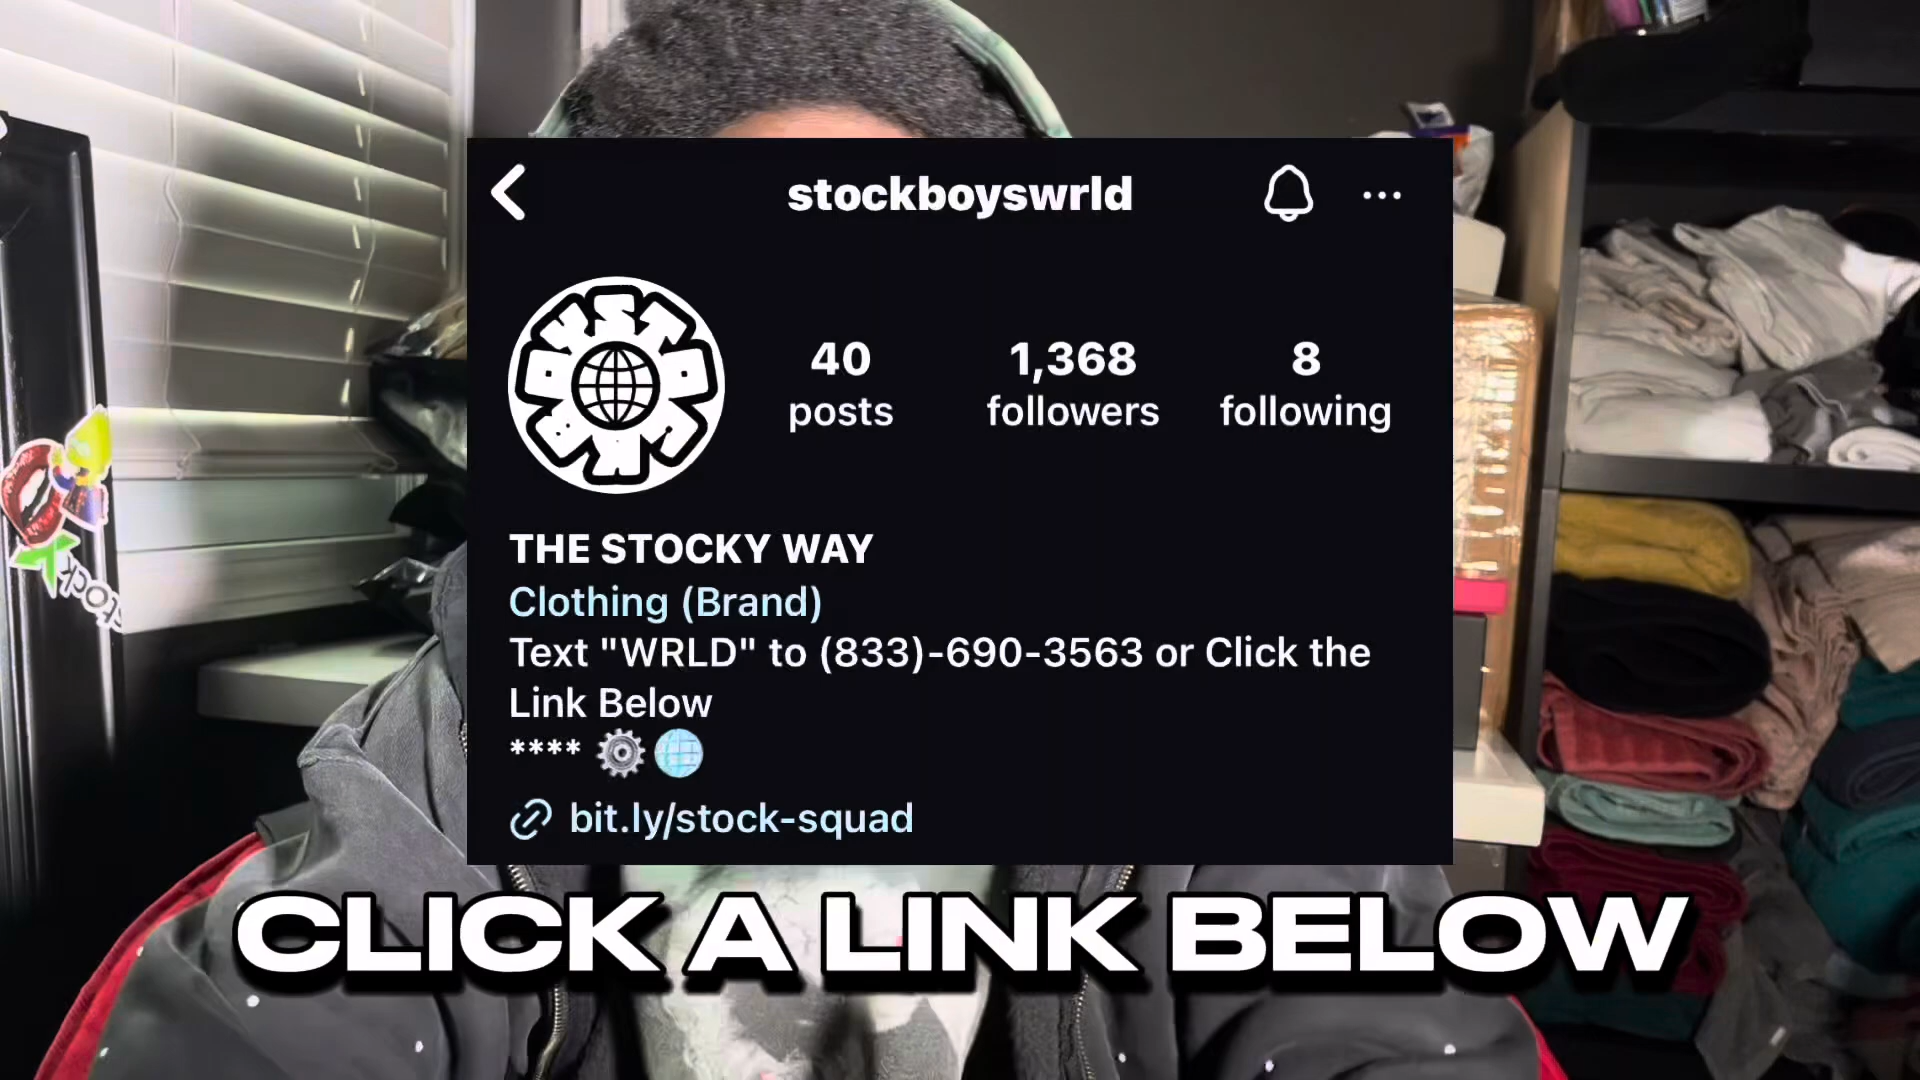 stockboyswrld
40 posts
1,368 followers
8 following
THE STOCKY WAY
Clothing (Brand)
Text "WRLD" to (833)-690-3563 or Click the
Link Below
****
bit.ly/stock-squad
CLICK A LINK BELOW